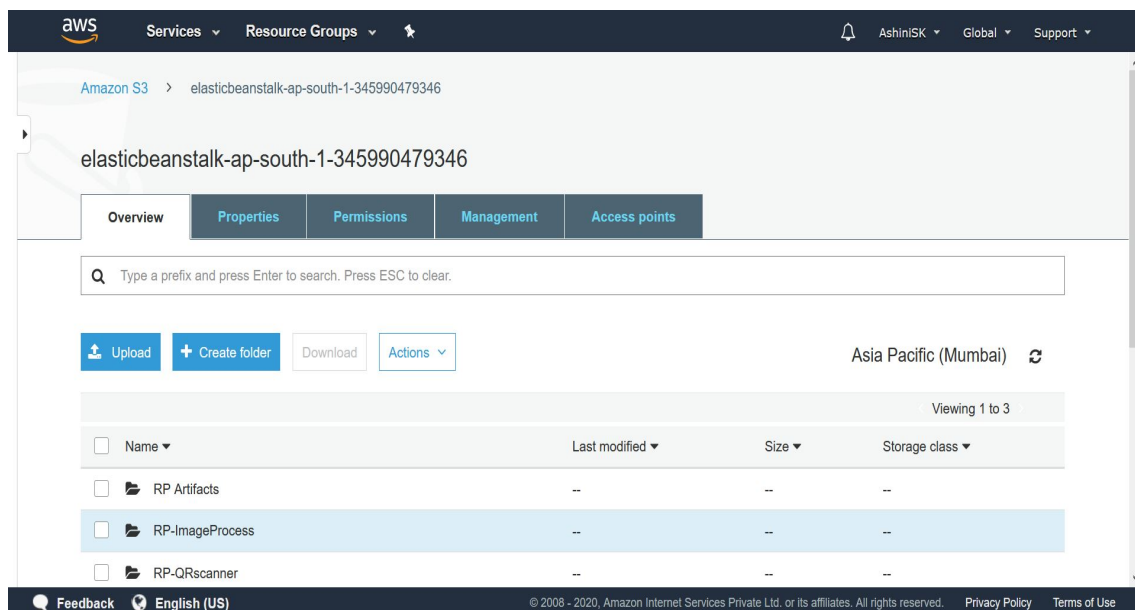 aws Services Resource Groups AshiniSK Global Support
Amazon S3 > elasticbeanstalk-ap-south-1-345990479346
elasticbeanstalk-ap-south-1-345990479346
Overview Properties Permissions Management Access points
Type a prefix and press Enter to search. Press ESC to clear.
Upload + Create folder Download Actions Asia Pacific (Mumbai)
Viewing 1 to 3
Name Last modified Size Storage class
RP Artifacts -- -- --
RP-ImageProcess -- -- --
RP-QRscanner -- -- --
Feedback English (US) © 2008 - 2020, Amazon Internet Services Private Ltd. or its affiliates. All rights reserved. Privacy Policy Terms of Use